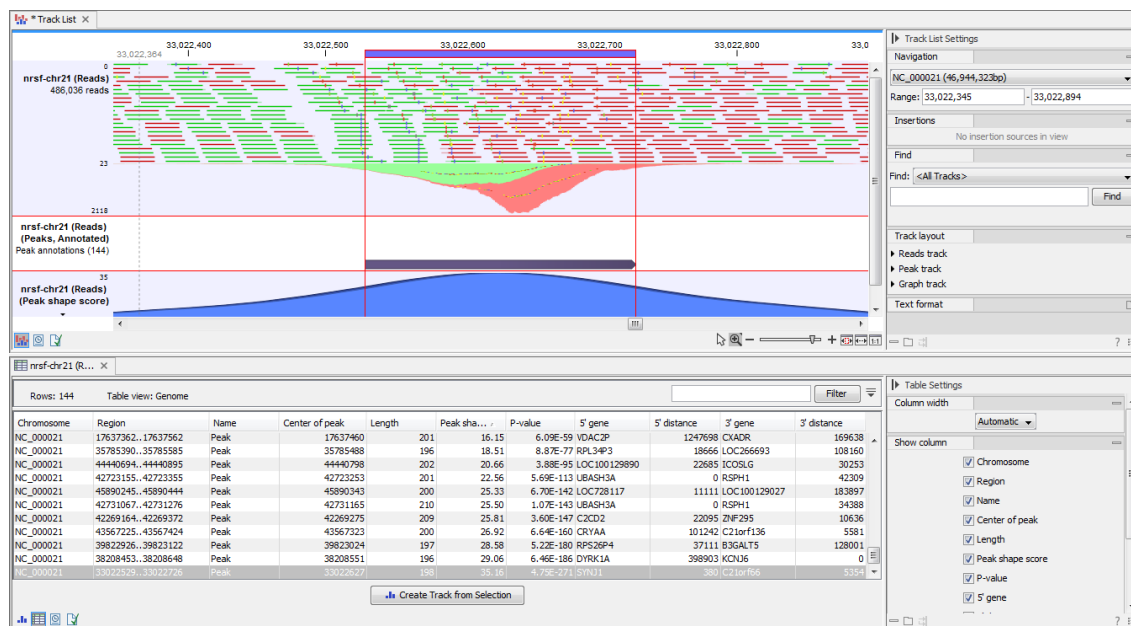 * Track List
33,022,364
33,022,400
33,022,500
33,022,600
33,022,700
33,022,800
33,0
0
nrsf-chr21 (Reads)
486,036 reads
23
2118
nrsf-chr21 (Reads)
(Peaks, Annotated)
Peak annotations (144)
35
nrsf-chr21 (Reads)
(Peak shape score)
Track List Settings
Navigation
NC_000021 (46,944,323bp)
Range: 33,022,345 - 33,022,894
Insertions
No insertion sources in view
Find
Find: <All Tracks>
Find
Track layout
Reads track
Peak track
Graph track
Text format
?
nrsf-chr21 (R...
Rows: 144 Table view: Genome Filter
Chromosome Region Name Center of peak Length Peak sha... P-value 5' gene 5' distance 3' gene 3' distance
NC_000021 17637362..17637562 Peak 17637460 201 16.15 6.09E-59 VDAC2P 1247698 CXADR 169638
NC_000021 35785390..35785585 Peak 35785488 196 18.51 8.87E-77 RPL34P3 18666 LOC266693 108160
NC_000021 44440694..44440895 Peak 44440798 202 20.66 3.88E-95 LOC100129890 22685 ICOSLG 30253
NC_000021 42723155..42723355 Peak 42723253 201 22.56 5.69E-113 UBASH3A 0 RSPH1 42309
NC_000021 45890245..45890444 Peak 45890343 200 25.33 6.70E-142 LOC728117 11111 LOC100129027 183897
NC_000021 42731067..42731276 Peak 42731165 210 25.50 1.07E-143 UBASH3A 0 RSPH1 34388
NC_000021 42269164..42269372 Peak 42269275 209 25.81 3.60E-147 C2CD2 22095 ZNF295 10636
NC_000021 43567225..43567424 Peak 43567323 200 26.92 6.64E-160 CRYAA 101242 C21orf136 5581
NC_000021 39822926..39823122 Peak 39823024 197 28.58 5.22E-180 RPS26P4 37111 B3GALT5 128001
NC_000021 38208453..38208648 Peak 38208551 196 29.06 6.46E-186 DYRK1A 398903 KCNJ6 0
NC_000021 33022529..33022726 Peak 33022627 198 35.16 4.75E-271 SYNJ1 380 C21orf66 5354
Create Track from Selection
Table Settings
Column width
Automatic
Show column
Chromosome
Region
Name
Center of peak
Length
Peak shape score
P-value
5' gene
?